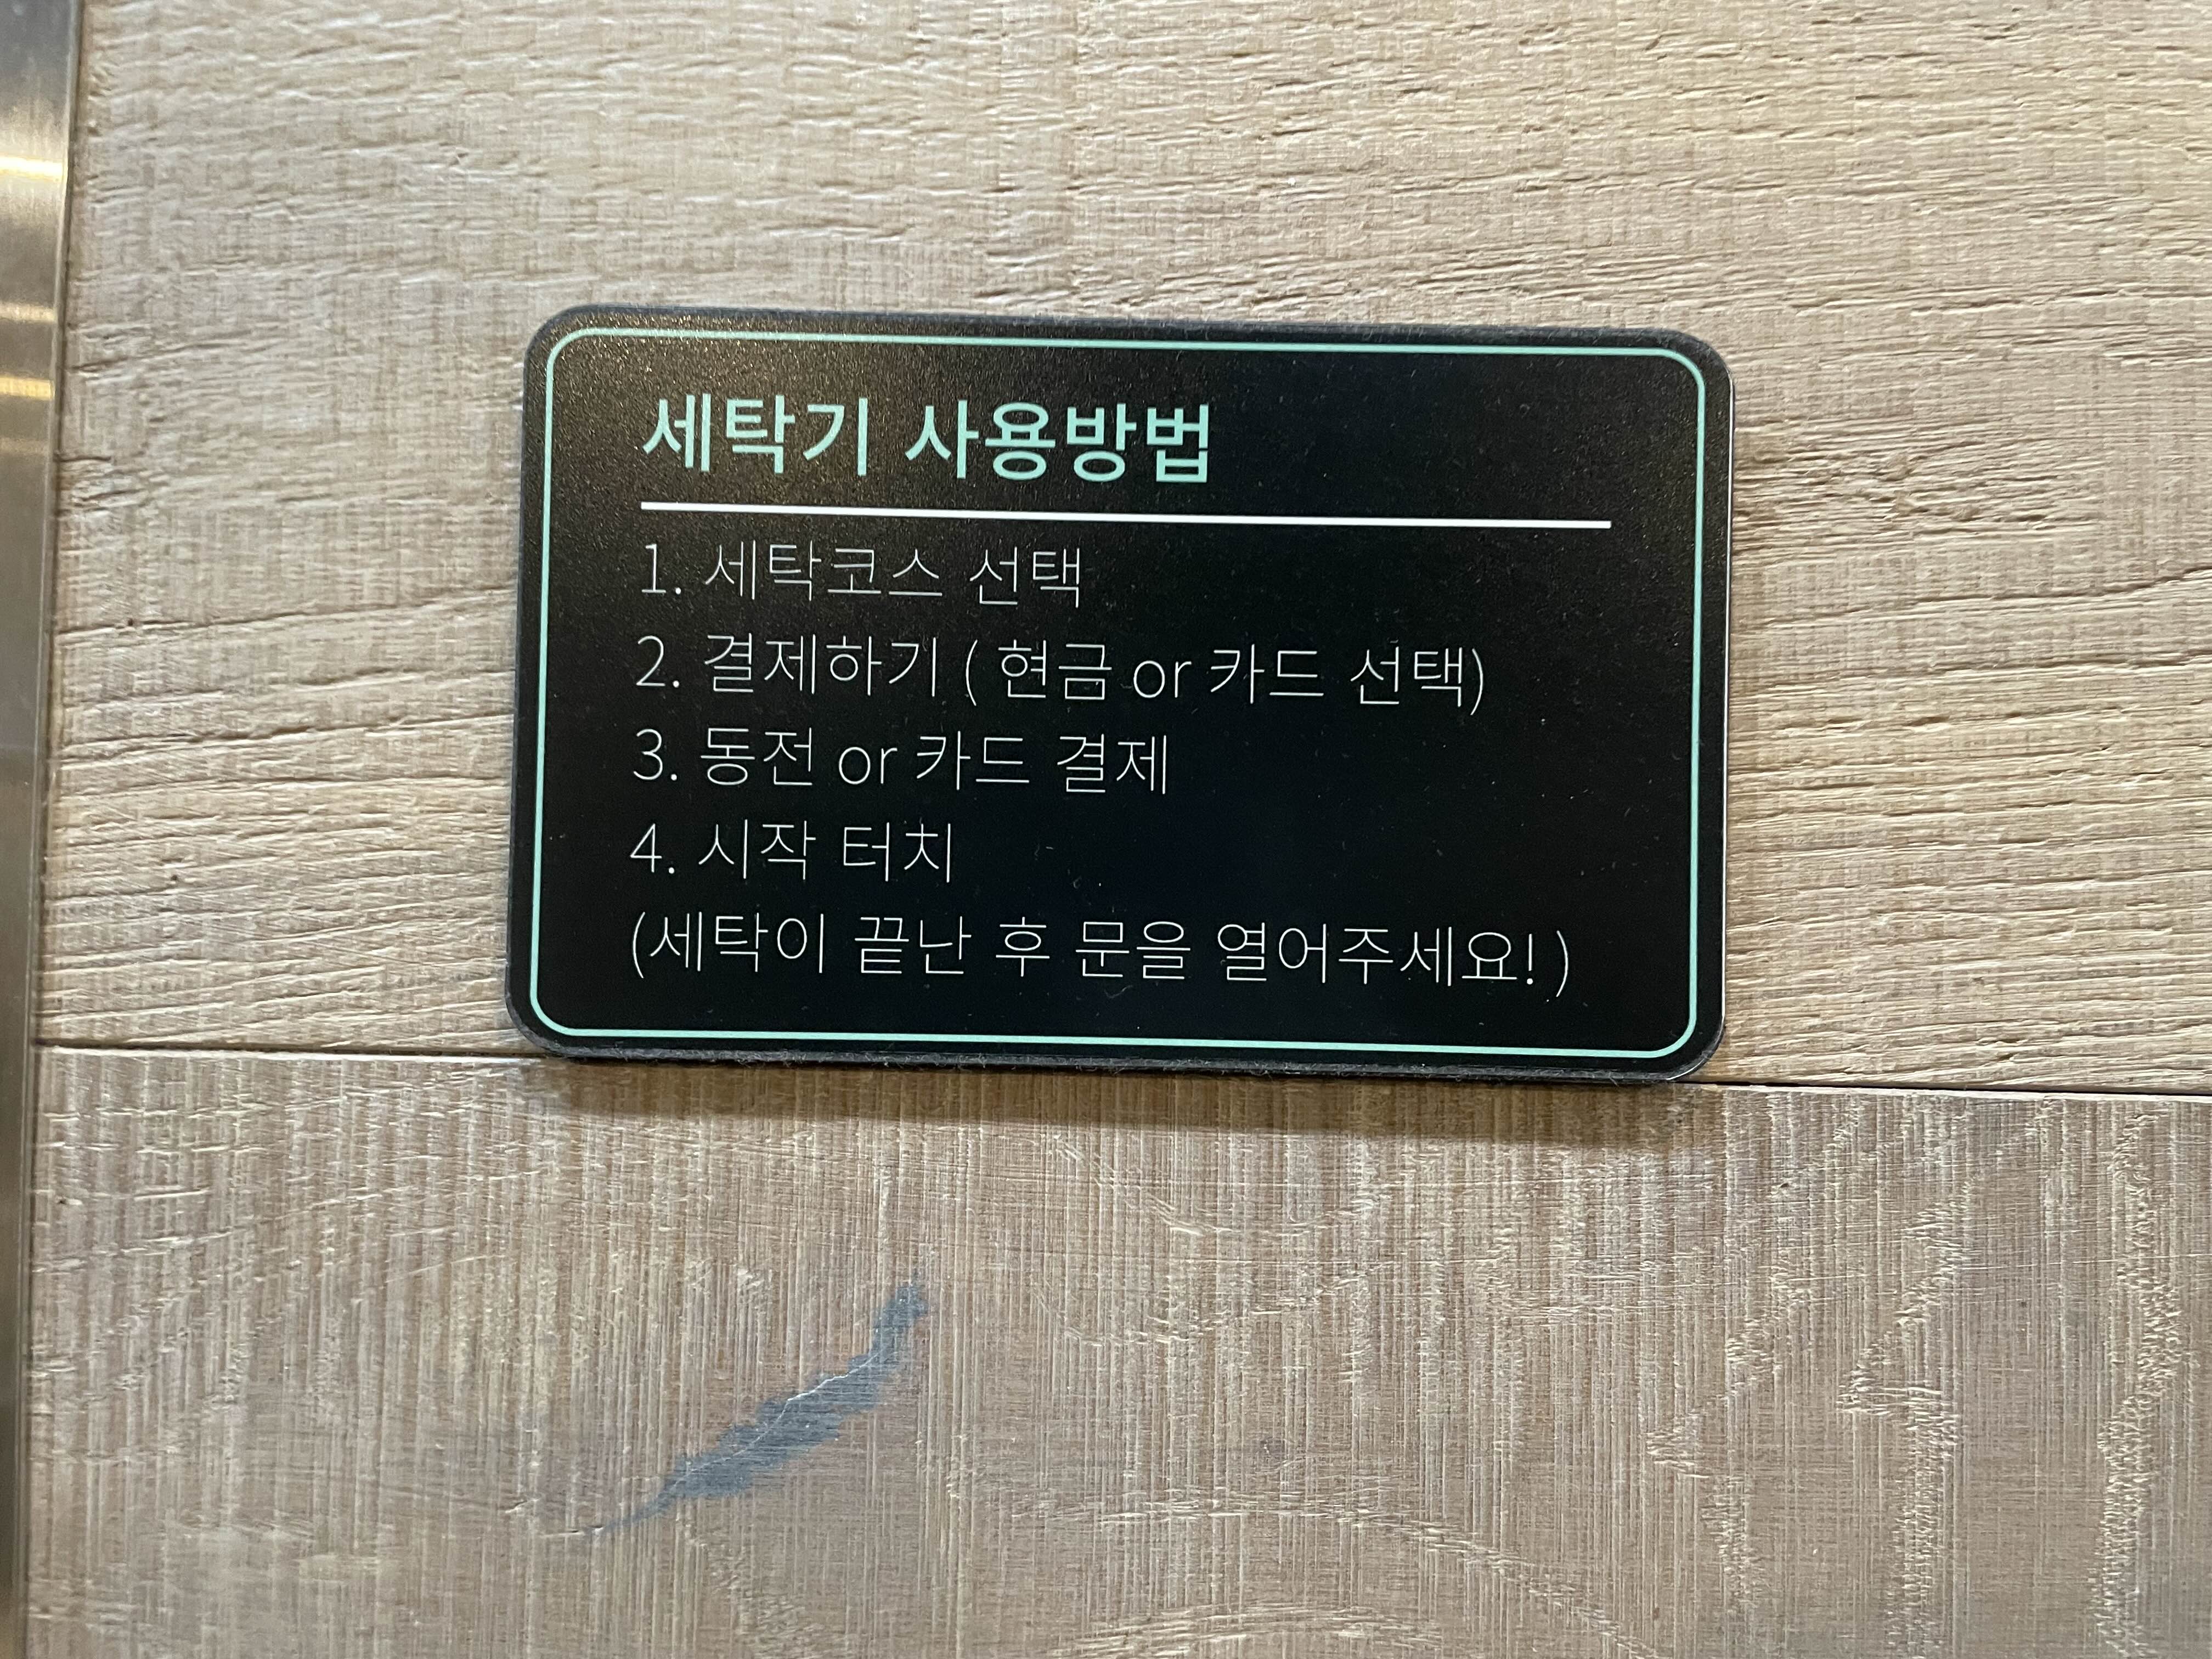 세탁기 사용방법
1. 세탁코스 선택
2. 결제하기 ( 현금 or 카드 선택)
3. 동전 or 카드 결제
4. 시작 터치
(세탁이 끝난 후 문을 열어주세요! )